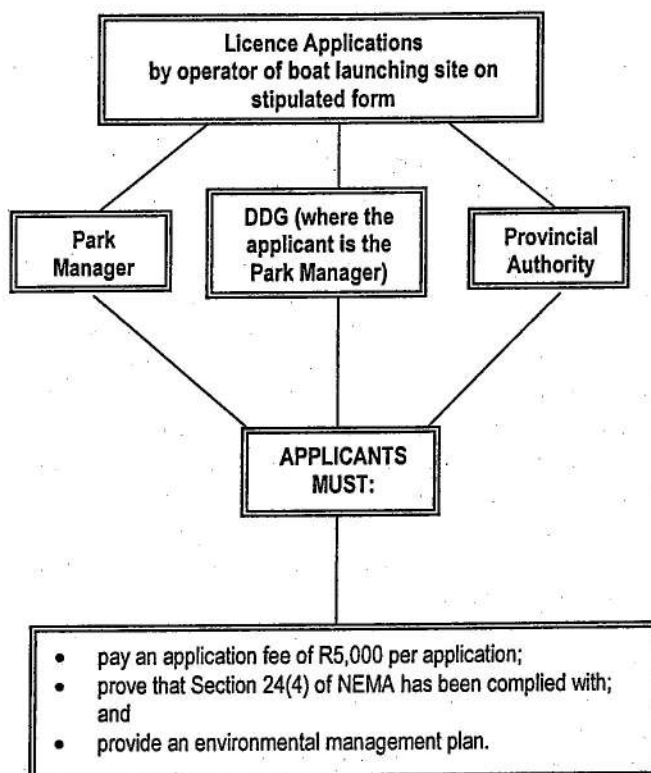 Licence Applications
by operator of boat launching site on
stipulated form
Park
Manager
DDG (where the
applicant is the
Park Manager)
Provincial
Authority
APPLICANTS
MUST:
• pay an application fee of R5,000 per application;
• prove that Section 24(4) of NEMA has been complied with;
and
• provide an environmental management plan.